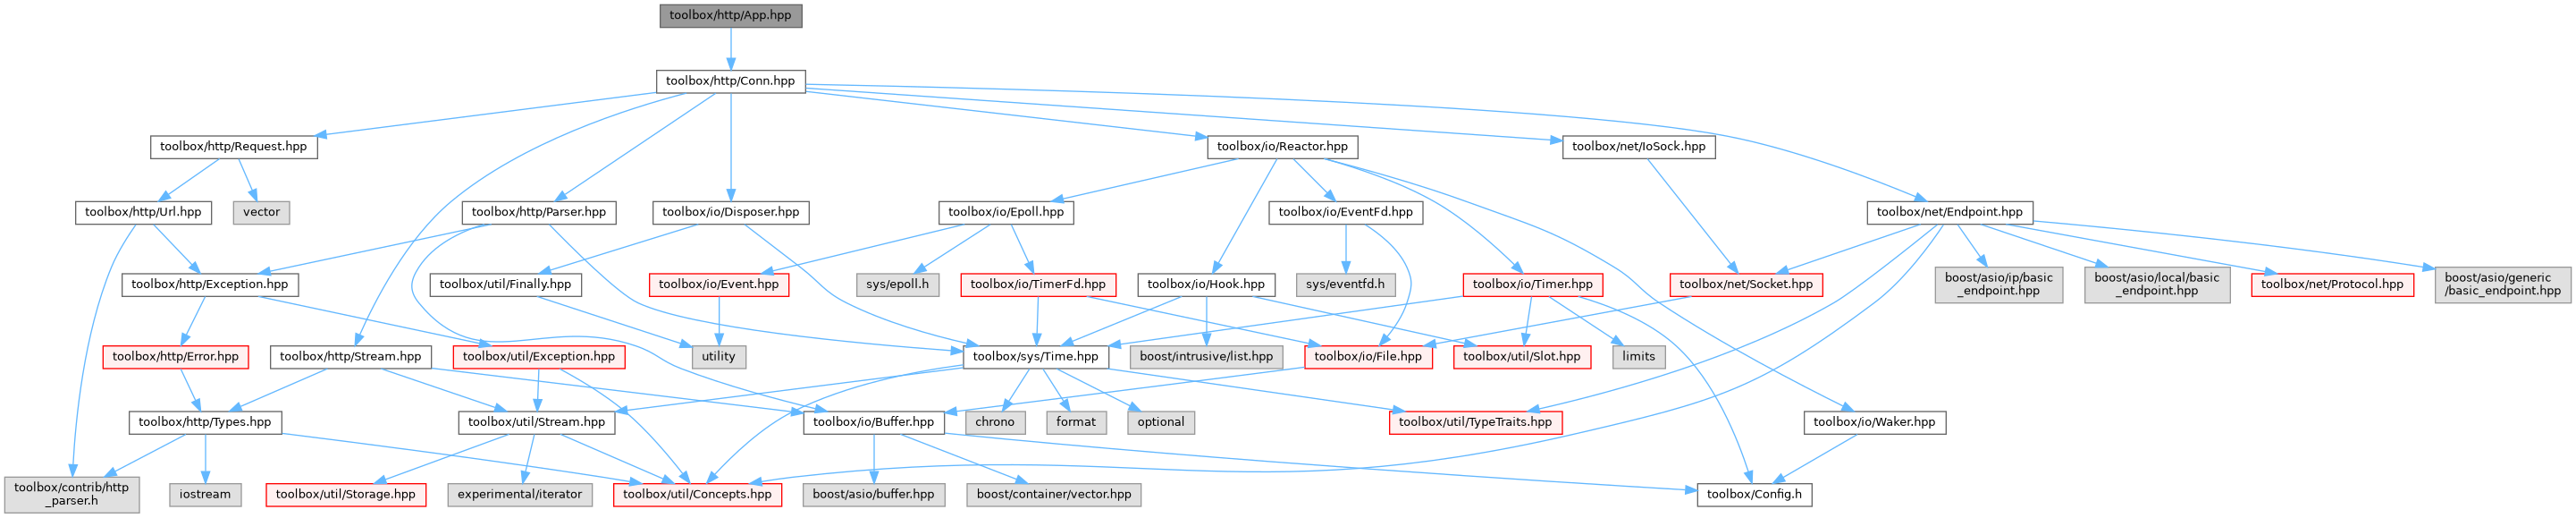 toolbox/http/App.hpp
toolbox/http/Conn.hpp
toolbox/http/Request.hpp
toolbox/io/Reactor.hpp
toolbox/net/IoSock.hpp
toolbox/http/Url.hpp
vector
toolbox/http/Parser.hpp
toolbox/io/Disposer.hpp
toolbox/io/Epoll.hpp
toolbox/io/EventFd.hpp
toolbox/net/Endpoint.hpp
toolbox/http/Exception.hpp
toolbox/util/Finally.hpp
toolbox/io/Event.hpp
sys/epoll.h
toolbox/io/TimerFd.hpp
toolbox/io/Hook.hpp
sys/eventfd.h
toolbox/io/Timer.hpp
toolbox/net/Socket.hpp
boost/asio/ip/basic
_endpoint.hpp
boost/asio/local/basic
_endpoint.hpp
toolbox/net/Protocol.hpp
boost/asio/generic
/basic_endpoint.hpp
toolbox/http/Error.hpp
toolbox/http/Stream.hpp
toolbox/util/Exception.hpp
utility
toolbox/sys/Time.hpp
boost/intrusive/list.hpp
toolbox/io/File.hpp
toolbox/util/Slot.hpp
limits
toolbox/http/Types.hpp
toolbox/util/Stream.hpp
toolbox/io/Buffer.hpp
chrono
format
optional
toolbox/util/TypeTraits.hpp
toolbox/io/Waker.hpp
toolbox/contrib/http
_parser.h
iostream
toolbox/util/Storage.hpp
experimental/iterator
toolbox/util/Concepts.hpp
boost/asio/buffer.hpp
boost/container/vector.hpp
toolbox/Config.h